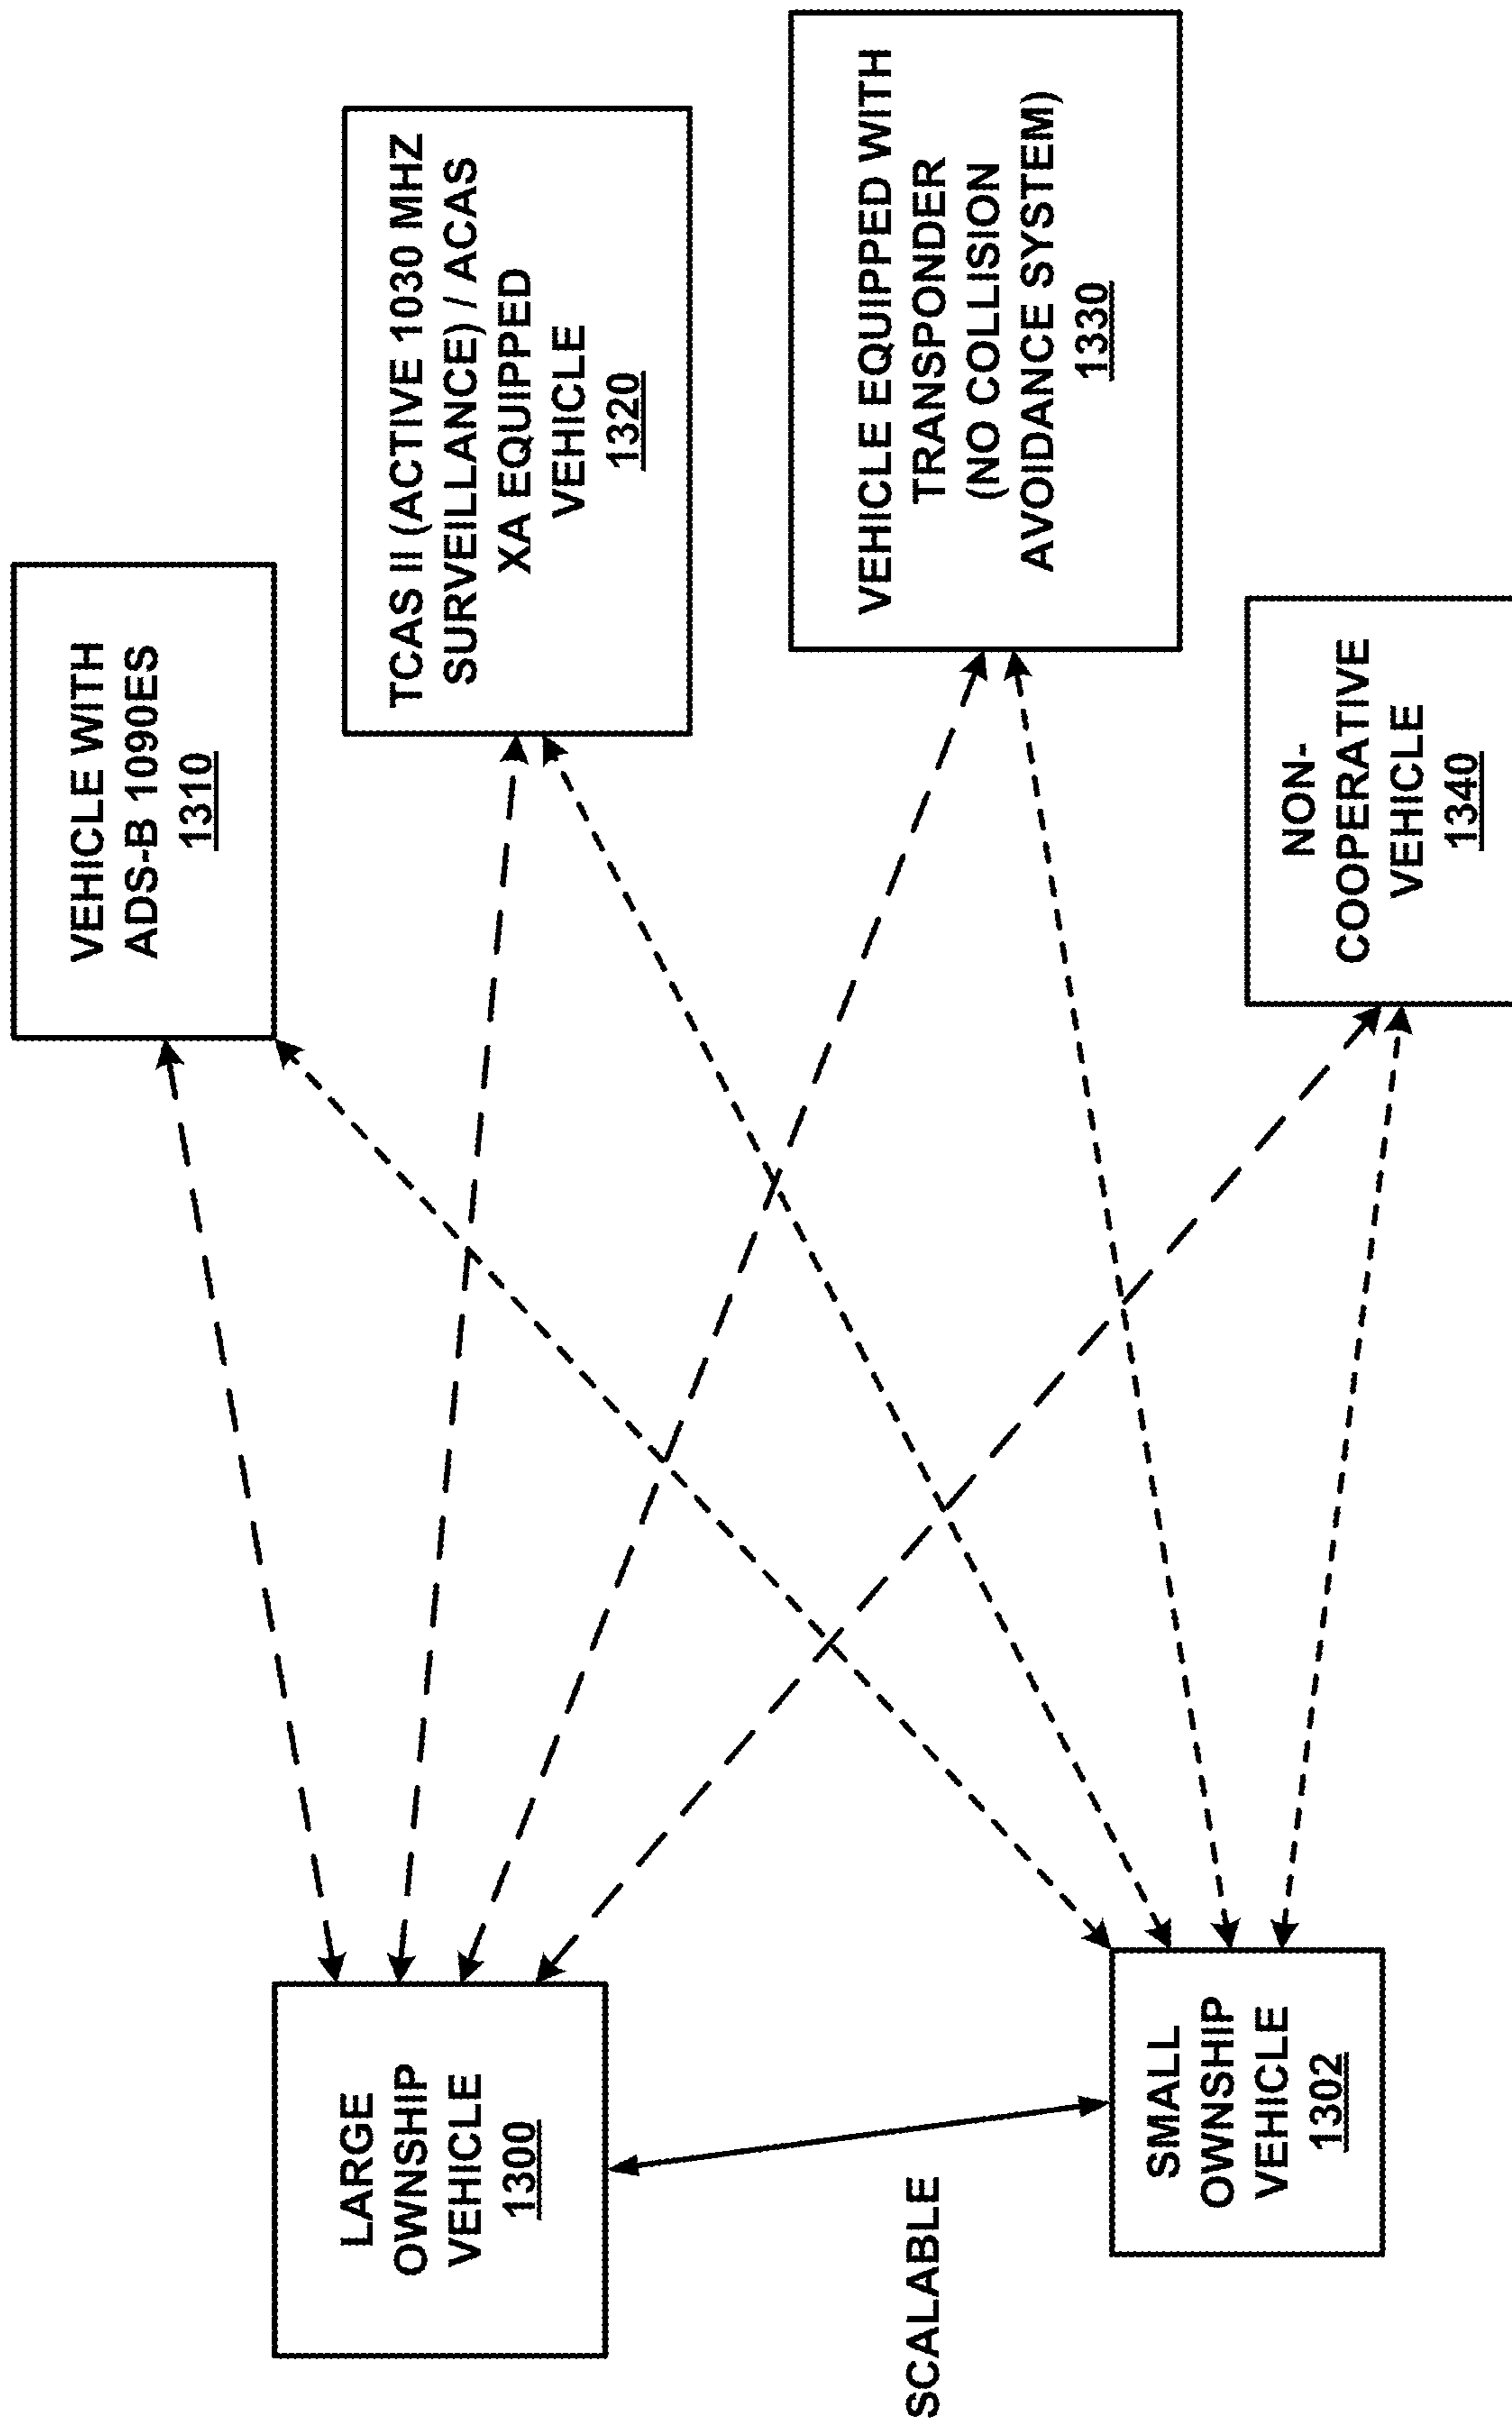 VEHICLE WITH
ADS-B 1090ES
1310
TCAS II (ACTIVE 1030 MHZ
SURVEILLANCE) / ACAS
XA EQUIPPED
VEHICLE
1320
VEHICLE EQUIPPED WITH
TRANSPONDER
(NO COLLISION
AVOIDANCE SYSTEM)
1330
NON-
COOPERATIVE
VEHICLE
1340
LARGE
OWNSHIP
VEHICLE
1300
SCALABLE
SMALL
OWNSHIP
VEHICLE
1302